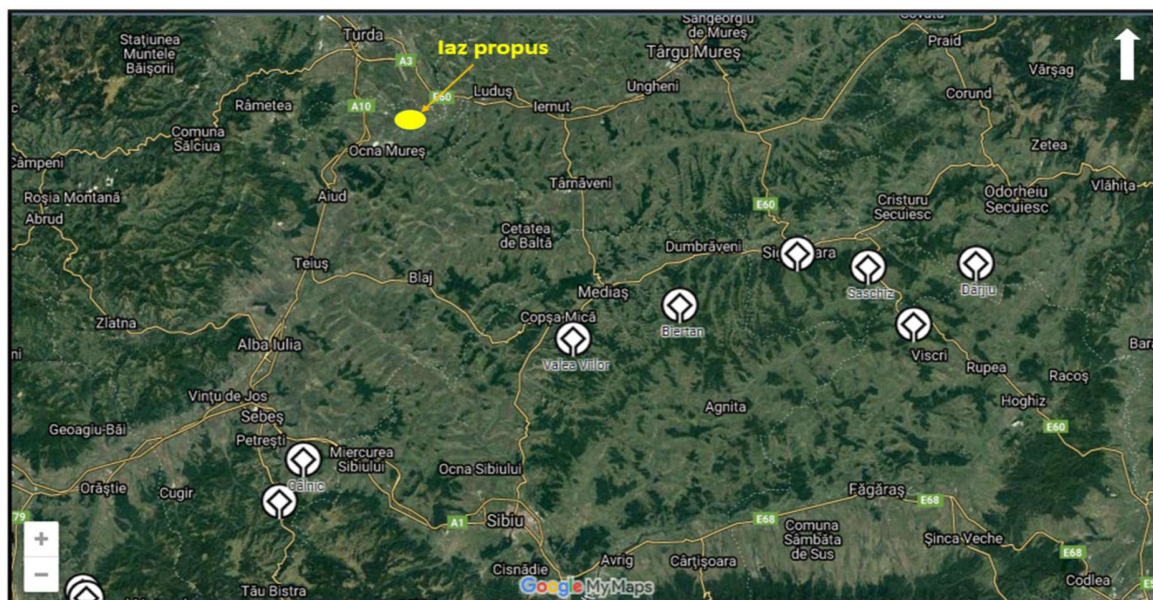 Sângeorgiu
de Mureș
Covata
Turda
Iaz propus
Praid
Stațiunea
Muntele
Băișorii
Târgu Mureș
A3
Vărșag
Ungheni
Corund
Luduș
E60
Râmetea
A10
Iernut
Comuna
Sălciua
Ocna Mureș
Zetea
Câmpeni
Târnăveni
Vlăhița
Roșia Montană
Aiud
Odorheiu
Secuiesc
Cristuru
Secuiesc
E60
Abrud
Cetatea
de Baltă
Dumbrăveni
Teiuș
Blaj
Saschiz
Dârjiu
Mediaș
Biertan
Copșa Mică
Zlatna
Alba Iulia
Valea Viilor
Viscri
Rupea
Racoș
Vințu de Jos
Agnita
Hoghiz
Sebeș
E60
Geoagiu-Băi
Petrești
Miercurea
Sibiului
Ocna Sibiului
Câlnic
Orăștie
Cugir
Făgăraș
E68
79
A1
Sibiu
E68
Comuna
Sâmbăta
de Sus
Șinca Veche
+
E68
Avrig
Cârțișoara
Cisnădie
−
Tău Bistra
Google My Maps
Codlea